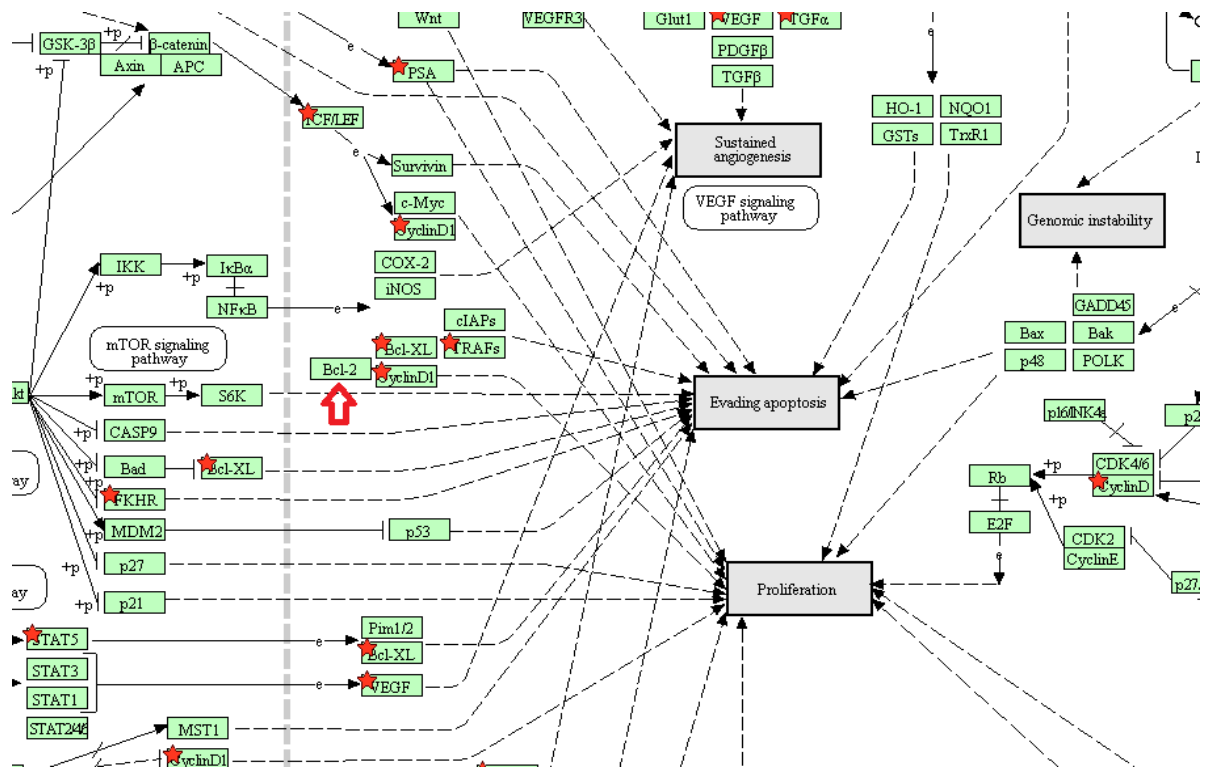 Wnt
VEGFR3
Glut1
VEGF
TGFα
GSK-3β
+p
β-catenin
Axin
APC
+p
e
PSA
PDGFβ
TGFβ
e
HO-1
NQO1
GSTs
TrxR1
TCF/LEF
e
Survivin
Sustained
angiogenesis
c-Myc
CyclinD1
VEGF signaling
pathway
Genomic instability
IKK
+p
IκBα
+p
COX-2
iNOS
NFκB
e
GADD45
e
mTOR signaling
pathway
cIAPs
Bcl-XL
TRAFs
Bax
Bak
p48
POLK
Bcl-2
CyclinD1
+p
mTOR
+p
S6K
Evading apoptosis
p16/INK4a
+p
CASP9
+p
Bad
Bcl-XL
Rb
+p
CDK4/6
CyclinD
+p
FKHR
+p
E2F
+p
MDM2
p53
CDK2
CyclinE
e
+p
p27
+p
p21
Proliferation
STAT5
e
Pim1/2
Bcl-XL
STAT3
STAT1
e
VEGF
MST1
CyclinD1